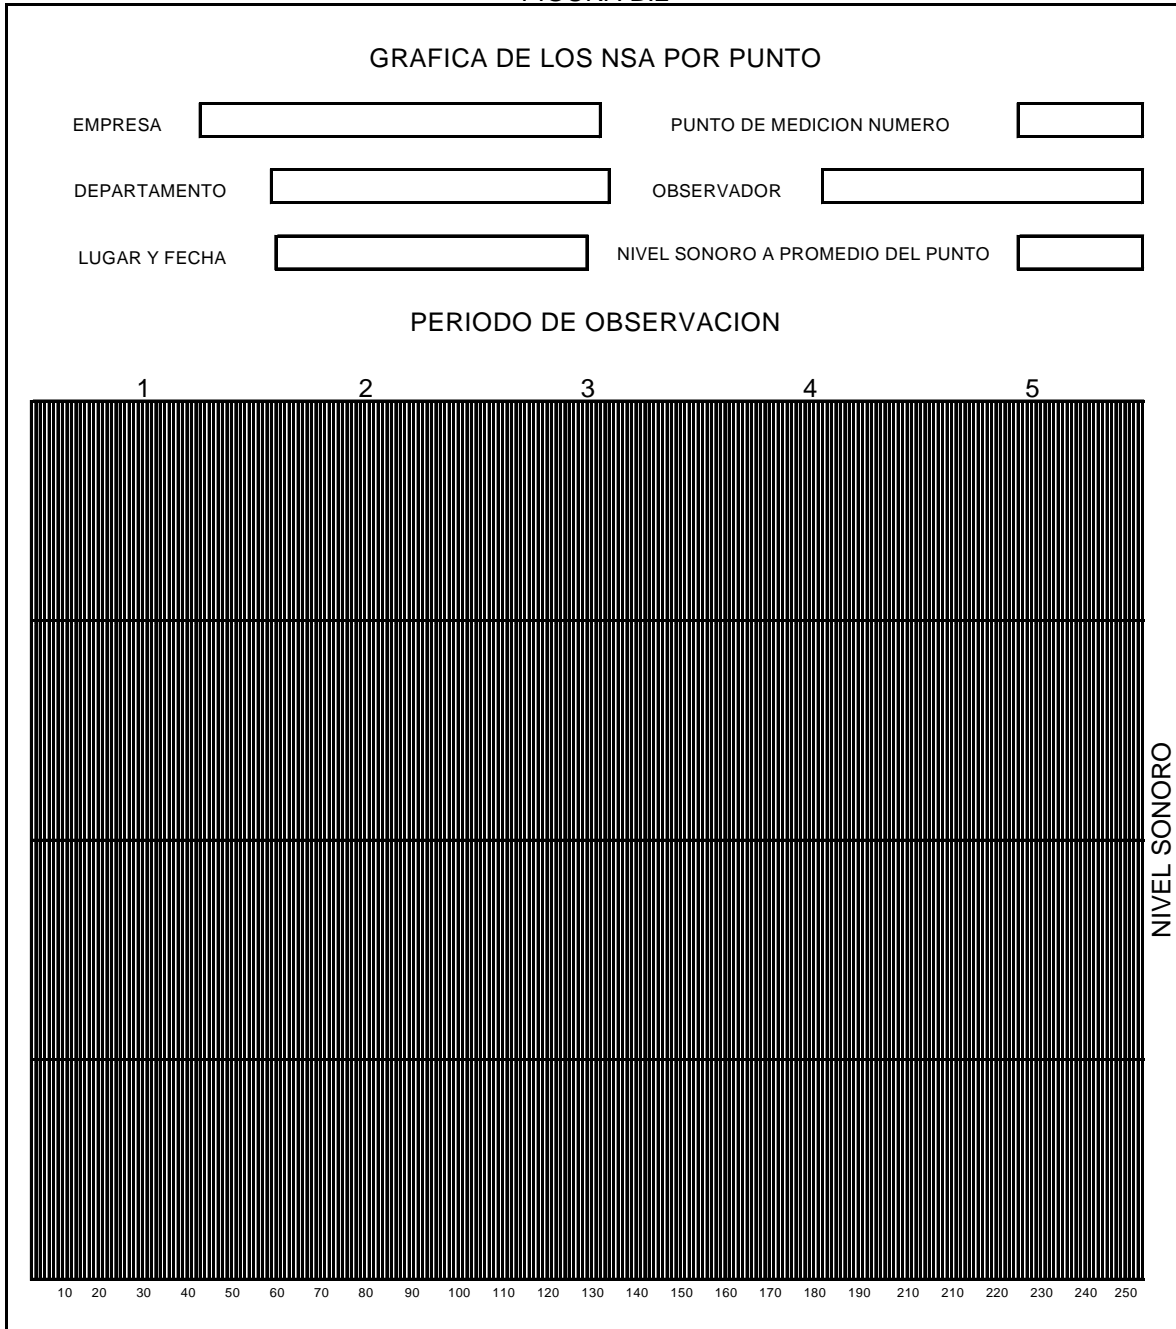 GRAFICA DE LOS NSA POR PUNTO
EMPRESA PUNTO DE MEDICION NUMERO
DEPARTAMENTO OBSERVADOR
LUGAR Y FECHA NIVEL SONORO A PROMEDIO DEL PUNTO
PERIODO DE OBSERVACION
1 2 3 4 5
NIVEL SONORO
10 20 30 40 50 60 70 80 90 100 110 120 130 140 150 160 170 180 190 210 210 220 230 240 250